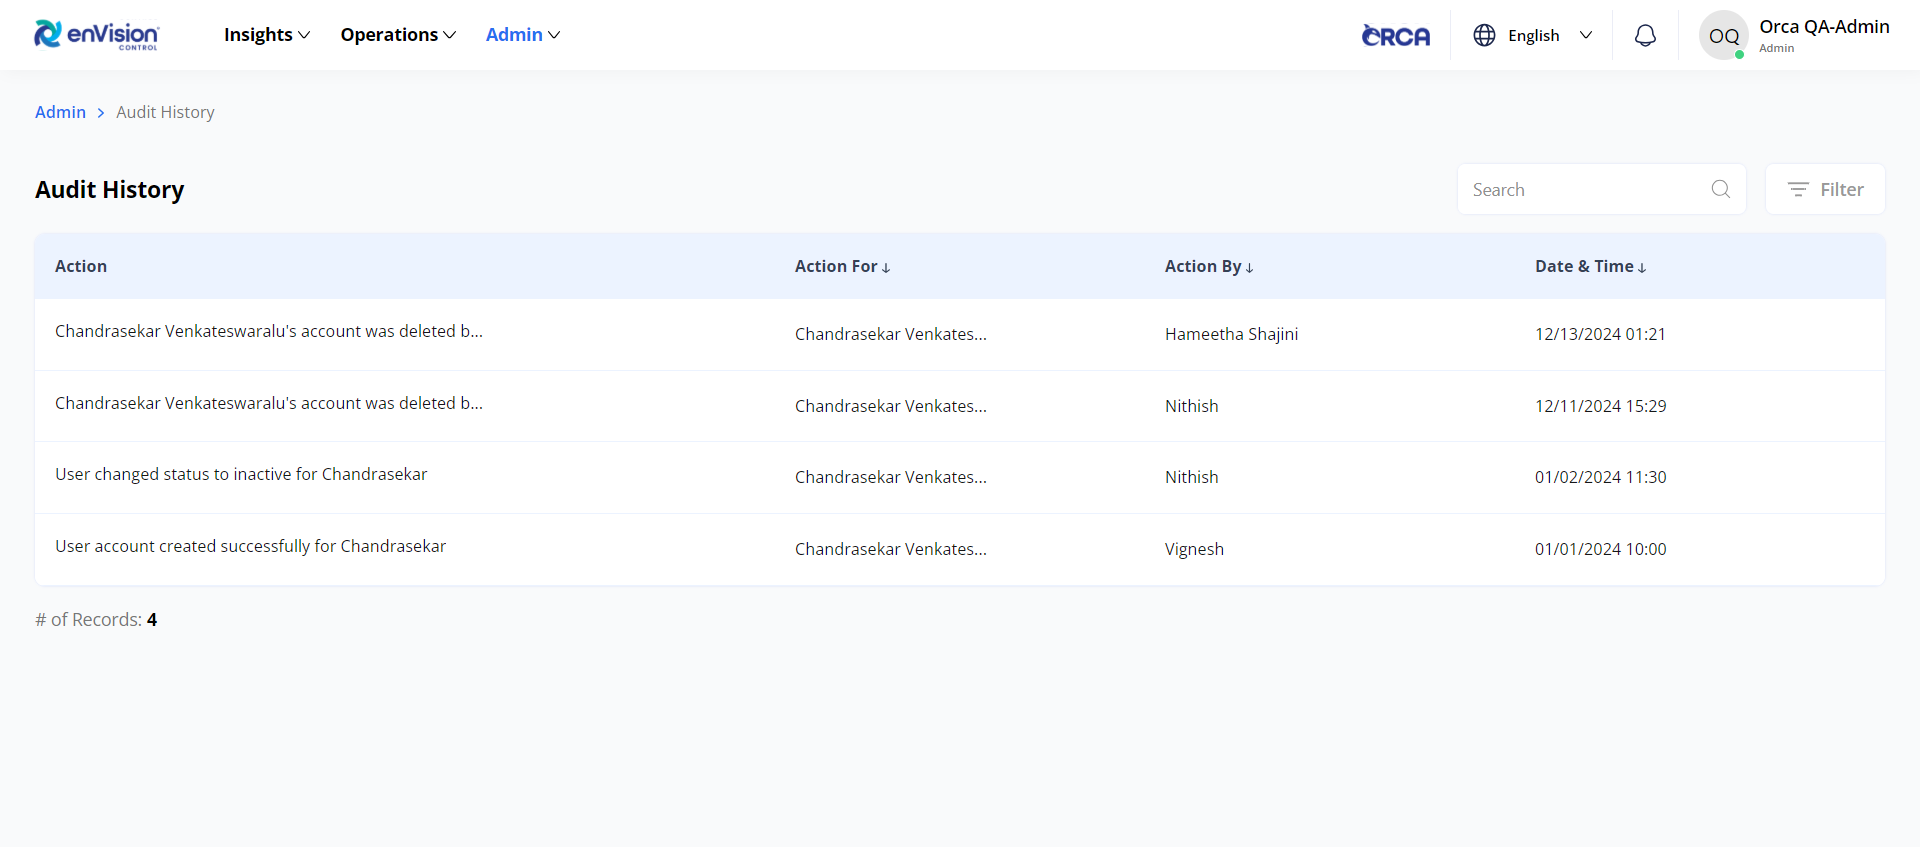 enVision CONTROL Insights Operations Admin ORCA English OQ Orca QA-Admin
Admin
Admin > Audit History
Audit History Search Filter
Action Action For ↓ Action By ↓ Date & Time ↓
Chandrasekar Venkateswaralu's account was deleted b... Chandrasekar Venkates... Hameetha Shajini 12/13/2024 01:21
Chandrasekar Venkateswaralu's account was deleted b... Chandrasekar Venkates... Nithish 12/11/2024 15:29
User changed status to inactive for Chandrasekar Chandrasekar Venkates... Nithish 01/02/2024 11:30
User account created successfully for Chandrasekar Chandrasekar Venkates... Vignesh 01/01/2024 10:00
# of Records: 4